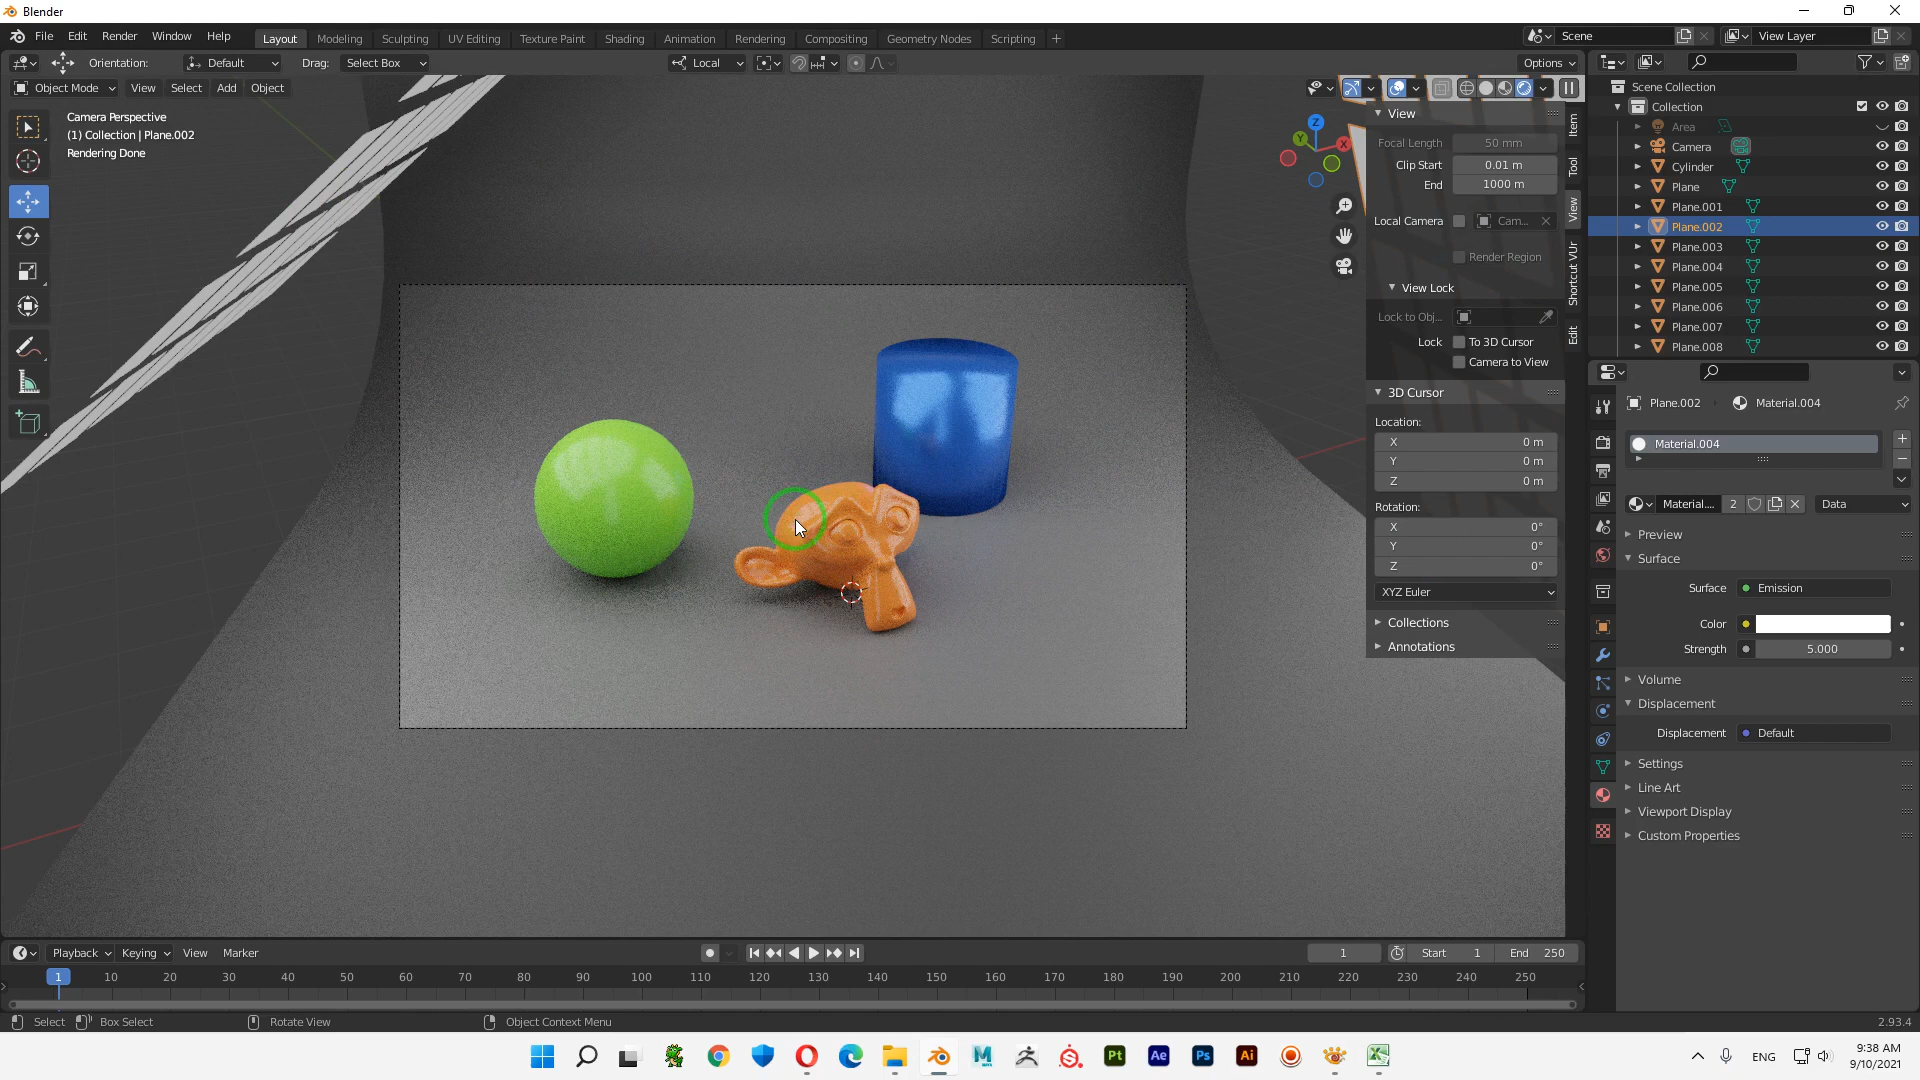 Blender
File Edit Render Window Help Layout Modeling Sculpting UV Editing Texture Paint Shading Animation Rendering Compositing Geometry Nodes Scripting + Scene View Layer
Orientation: Default Drag: Select Box Local Options
Object Mode View Select Add Object
Camera Perspective
(1) Collection | Plane.002
Rendering Done
Z
Y
X
View
Focal Length 50 mm
Clip Start 0.01 m
End 1000 m
Local Camera Cam...
Render Region
View Lock
Lock to Obj...
Lock To 3D Cursor
Camera to View
3D Cursor
Location:
X 0 m
Y 0 m
Z 0 m
Rotation:
X 0°
Y 0°
Z 0°
XYZ Euler
Collections
Annotations
Item
Tool
View
Shortcut VUr
Edit
Scene Collection
Collection
Area
Camera
Cylinder
Plane
Plane.001
Plane.002
Plane.003
Plane.004
Plane.005
Plane.006
Plane.007
Plane.008
Plane.002 Material.004
Material.004
Material.... 2 Data
Preview
Surface
Surface Emission
Color
Strength 5.000
Volume
Displacement
Displacement Default
Settings
Line Art
Viewport Display
Custom Properties
Playback Keying View Marker 1 Start 1 End 250
1 10 20 30 40 50 60 70 80 90 100 110 120 130 140 150 160 170 180 190 200 210 220 230 240 250
Select Box Select Rotate View Object Context Menu 2.93.4
Pt Ae Ps Ai ENG 9:38 AM
9/10/2021